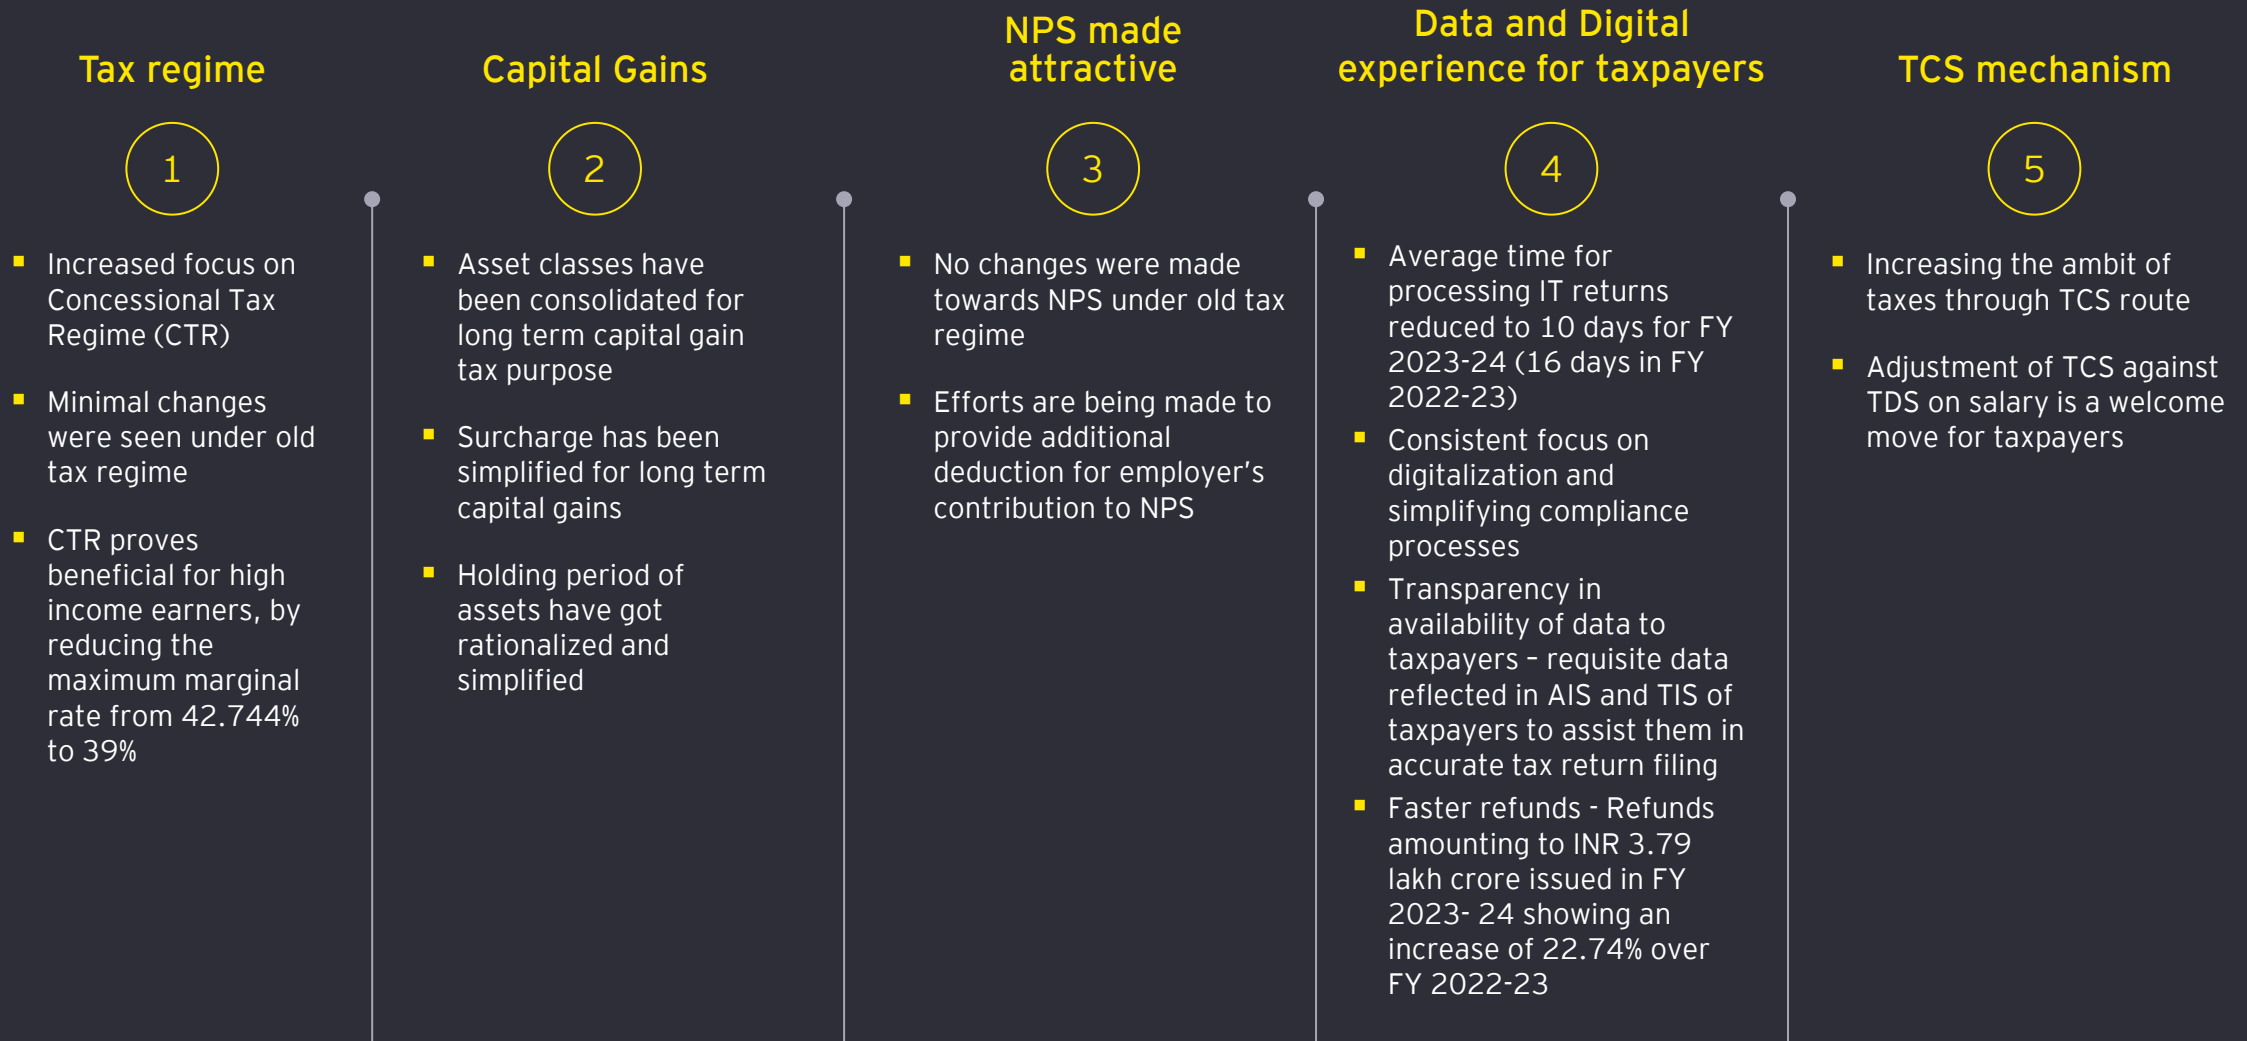 Tax regime
1
Increased focus on
Concessional Tax
Regime (CTR)
Minimal changes
were seen under old
tax regime
CTR proves
beneficial for high
income earners, by
reducing the
maximum marginal
rate from 42.744%
to 39%
Capital Gains
2
Asset classes have
been consolidated for
long term capital gain
tax purpose
Surcharge has been
simplified for long term
capital gains
Holding period of
assets have got
rationalized and
simplified
NPS made
attractive
3
No changes were made
towards NPS under old tax
regime
Efforts are being made to
provide additional
deduction for employer’s
contribution to NPS
Data and Digital
experience for taxpayers
4
Average time for
processing IT returns
reduced to 10 days for FY
2023-24 (16 days in FY
2022-23)
Consistent focus on
digitalization and
simplifying compliance
processes
Transparency in
availability of data to
taxpayers – requisite data
reflected in AIS and TIS of
taxpayers to assist them in
accurate tax return filing
Faster refunds - Refunds
amounting to INR 3.79
lakh crore issued in FY
2023- 24 showing an
increase of 22.74% over
FY 2022-23
TCS mechanism
5
Increasing the ambit of
taxes through TCS route
Adjustment of TCS against
TDS on salary is a welcome
move for taxpayers